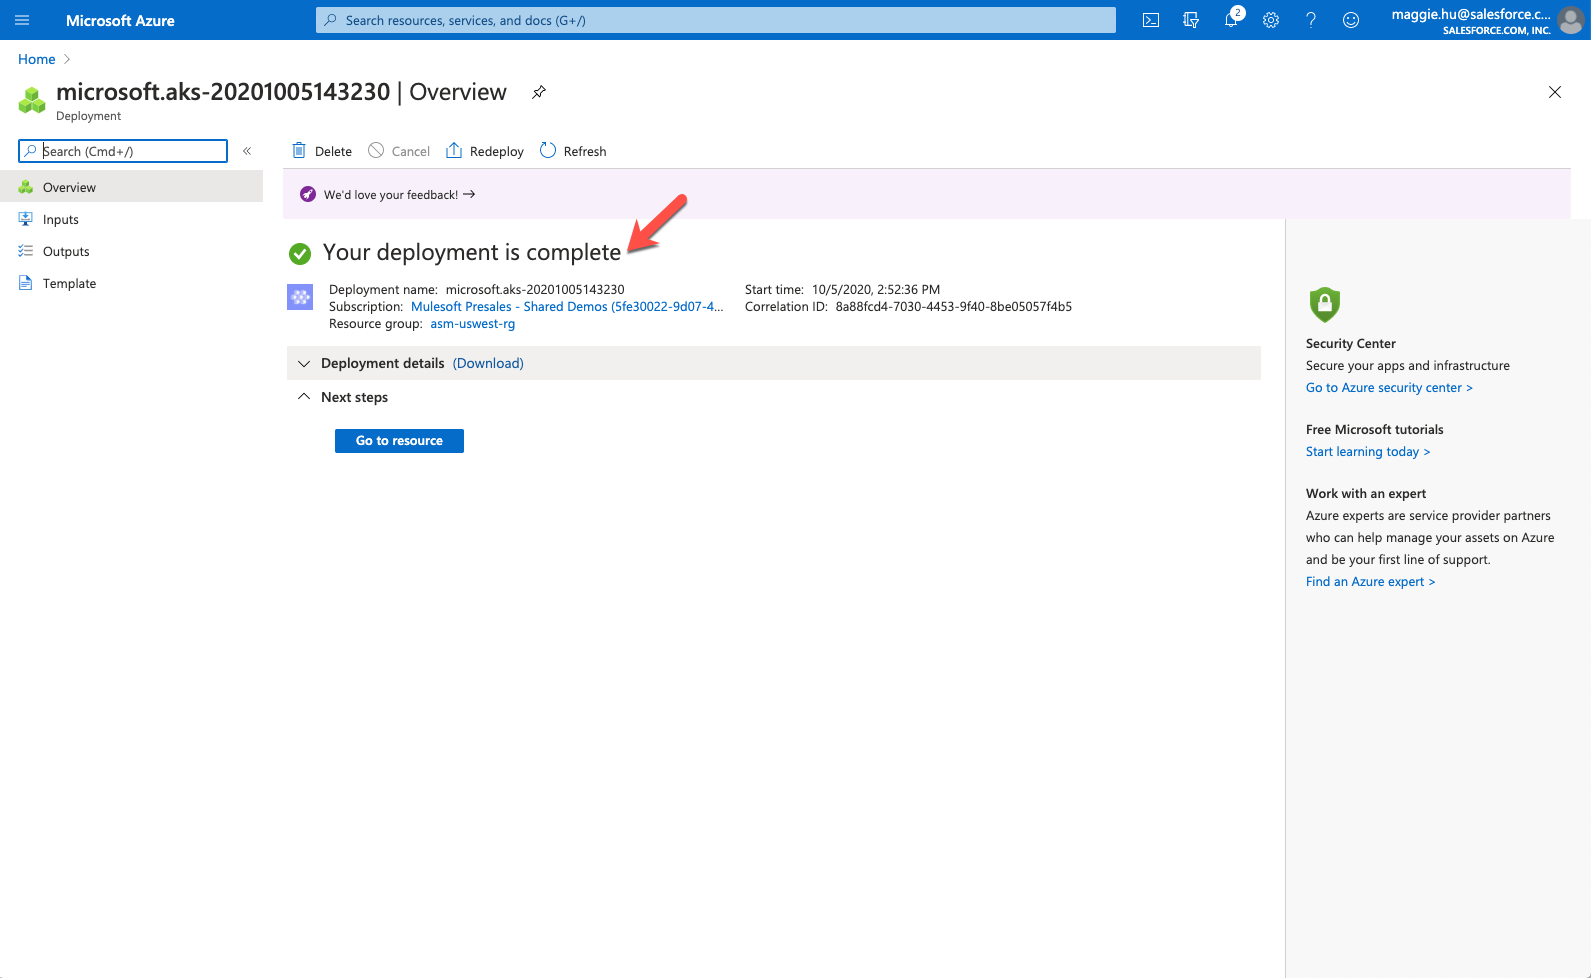 Microsoft Azure
Search resources, services, and docs (G+/)
2
maggie.hu@salesforce.c...
SALESFORCE.COM, INC.
Home
microsoft.aks-20201005143230 | Overview
Deployment
Search (Cmd+/)
«
Delete
Cancel
Redeploy
Refresh
Overview
Inputs
Outputs
Template
We'd love your feedback! →
Your deployment is complete
Deployment name: microsoft.aks-20201005143230
Subscription: Mulesoft Presales - Shared Demos (5fe30022-9d07-4...
Resource group: asm-uswest-rg
Start time: 10/5/2020, 2:52:36 PM
Correlation ID: 8a88fcd4-7030-4453-9f40-8be05057f4b5
Deployment details (Download)
Next steps
Go to resource
Security Center
Secure your apps and infrastructure
Go to Azure security center >
Free Microsoft tutorials
Start learning today >
Work with an expert
Azure experts are service provider partners
who can help manage your assets on Azure
and be your first line of support.
Find an Azure expert >